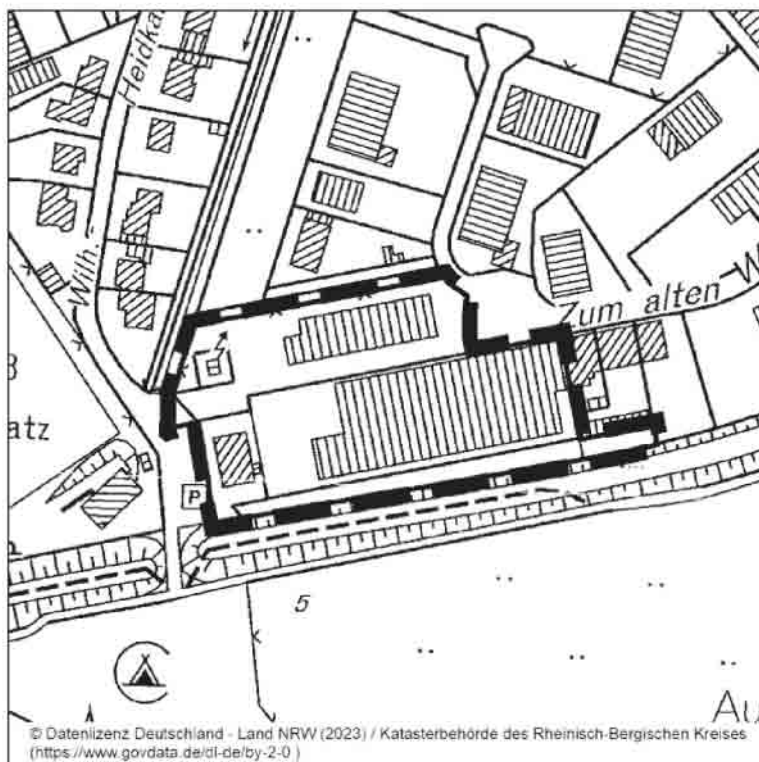 Wilh.-Heidka
Zum alten W
atz
P
5
Au
© Datenlizenz Deutschland - Land NRW (2023) / Katasterbehörde des Rheinisch-Bergischen Kreises
(https://www.govdata.de/dl-de/by-2-0 )